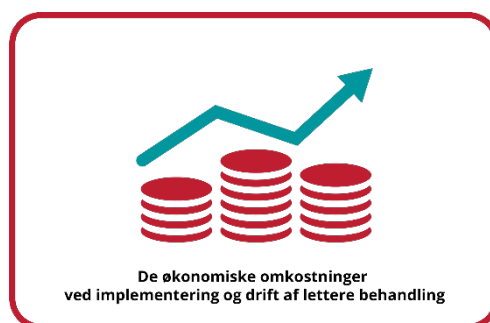 De økonomiske omkostninger
ved implementering og drift af lettere behandling